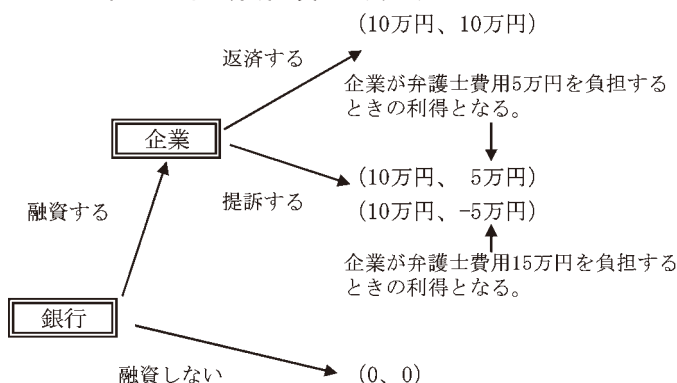 (10万円、10万円)
返済する
企業が弁護士費用5万円を負担する
ときの利得となる。
企業
(10万円、 5万円)
提訴する
(10万円、-5万円)
融資する
企業が弁護士費用15万円を負担する
ときの利得となる。
銀行
融資しない
(0、0)